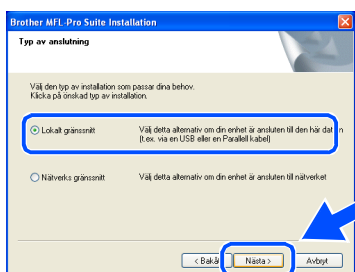 Brother MFL-Pro Suite Installation
Typ av anslutning
Välj den typ av installation som passar dina behov.
Klicka på önskad typ av installation.
Lokalt gränssnitt
Välj detta alternativ om din enhet är ansluten till den här
(t.ex. via en USB eller en Parallell kabel)
Nätverks gränssnitt
Välj detta alternativ om din enhet är ansluten till nätverket
< Nästa > Avbryt